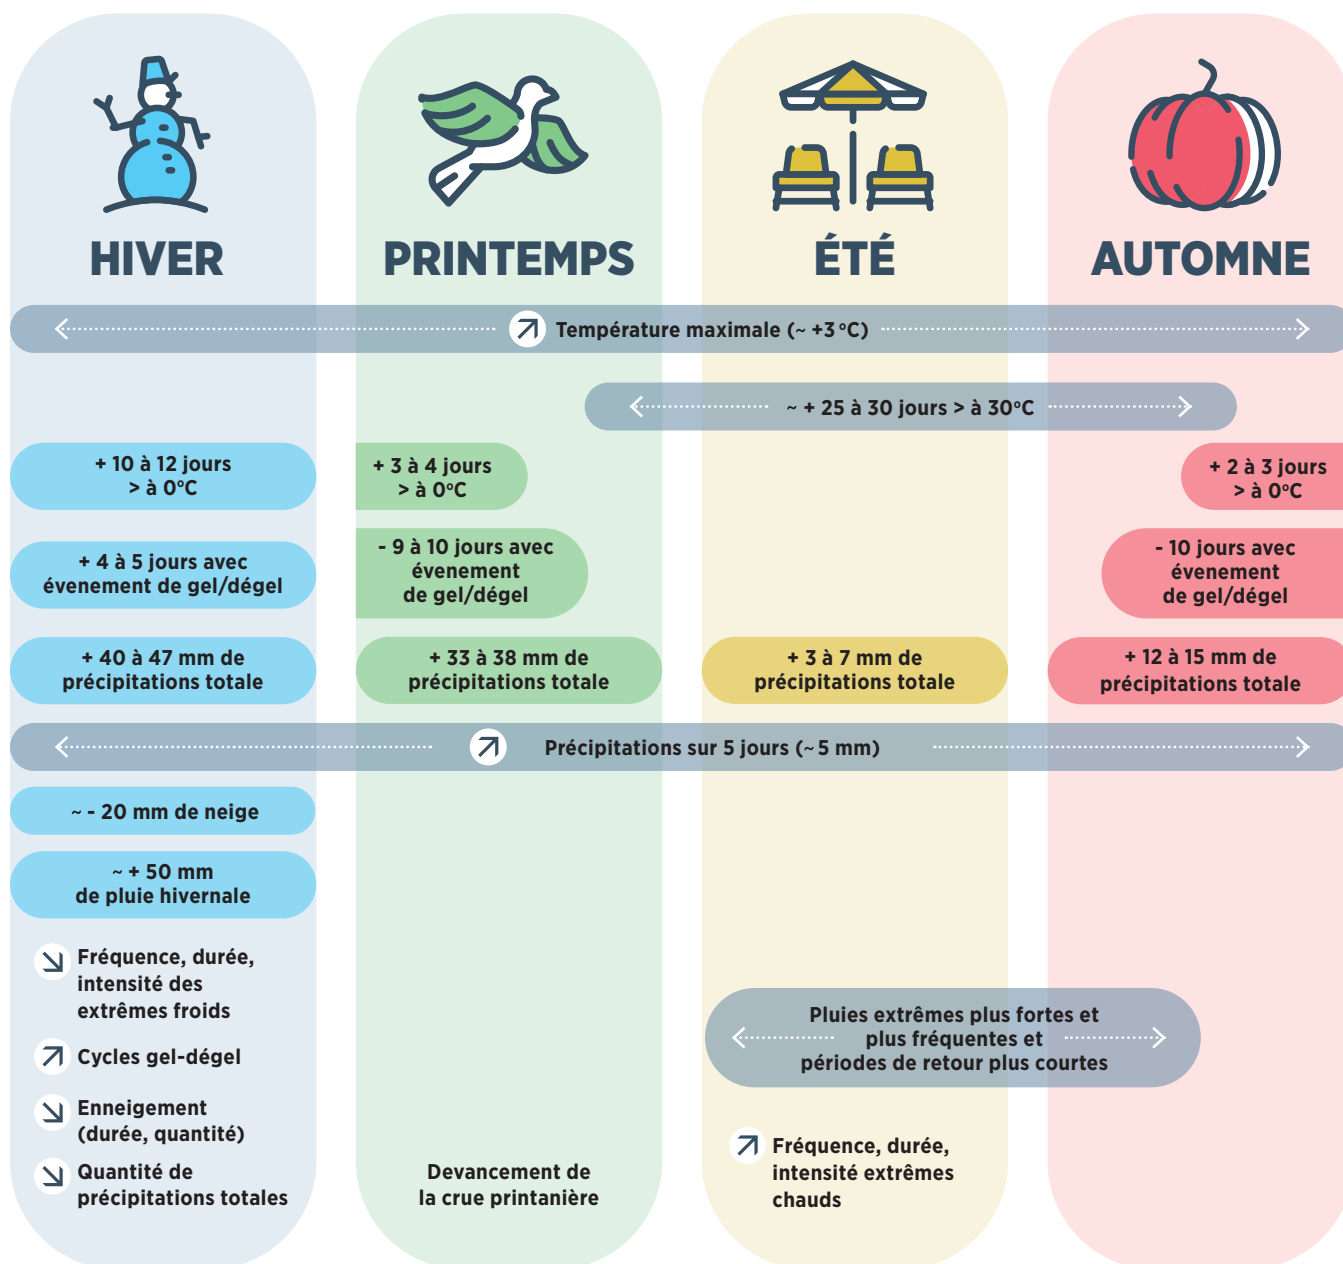 HIVER
PRINTEMPS
ÉTÉ
AUTOMNE
Température maximale (~ +3 °C)
~ + 25 à 30 jours > à 30°C
+ 10 à 12 jours
> à 0°C
+ 3 à 4 jours
> à 0°C
+ 2 à 3 jours
> à 0°C
+ 4 à 5 jours avec
évenement de gel/dégel
- 9 à 10 jours avec
évenement
de gel/dégel
- 10 jours avec
évenement
de gel/dégel
+ 40 à 47 mm de
précipitations totale
+ 33 à 38 mm de
précipitations totale
+ 3 à 7 mm de
précipitations totale
+ 12 à 15 mm de
précipitations totale
Précipitations sur 5 jours (~ 5 mm)
~ - 20 mm de neige
~ + 50 mm
de pluie hivernale
Fréquence, durée,
intensité des
extrêmes froids
Cycles gel-dégel
Enneigement
(durée, quantité)
Quantité de
précipitations totales
Devancement de
la crue printanière
Pluies extrêmes plus fortes et
plus fréquentes et
périodes de retour plus courtes
Fréquence, durée,
intensité extrêmes
chauds